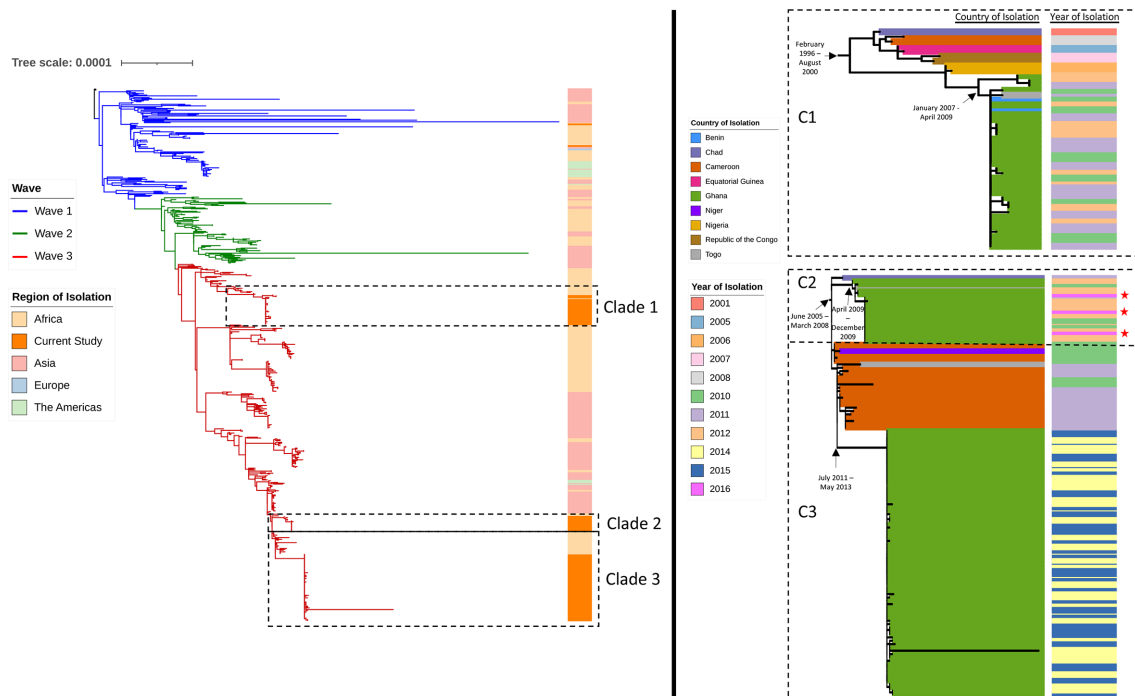 Tree scale: 0.0001
Wave
Wave 1
Wave 2
Wave 3
Region of Isolation
Africa
Current Study
Asia
Europe
The Americas
Clade 1
Clade 2
Clade 3
Country of Isolation
Benin
Chad
Cameroon
Equatorial Guinea
Ghana
Niger
Nigeria
Republic of the Congo
Togo
Year of Isolation
2001
2005
2006
2007
2008
2010
2011
2012
2014
2015
2016
Country of Isolation
Year of Isolation
February
1996 –
August
2000
January 2007 -
April 2009
C1
C2
April 2009
–
December
2009
June 2005 –
March 2008
July 2011 –
May 2013
C3